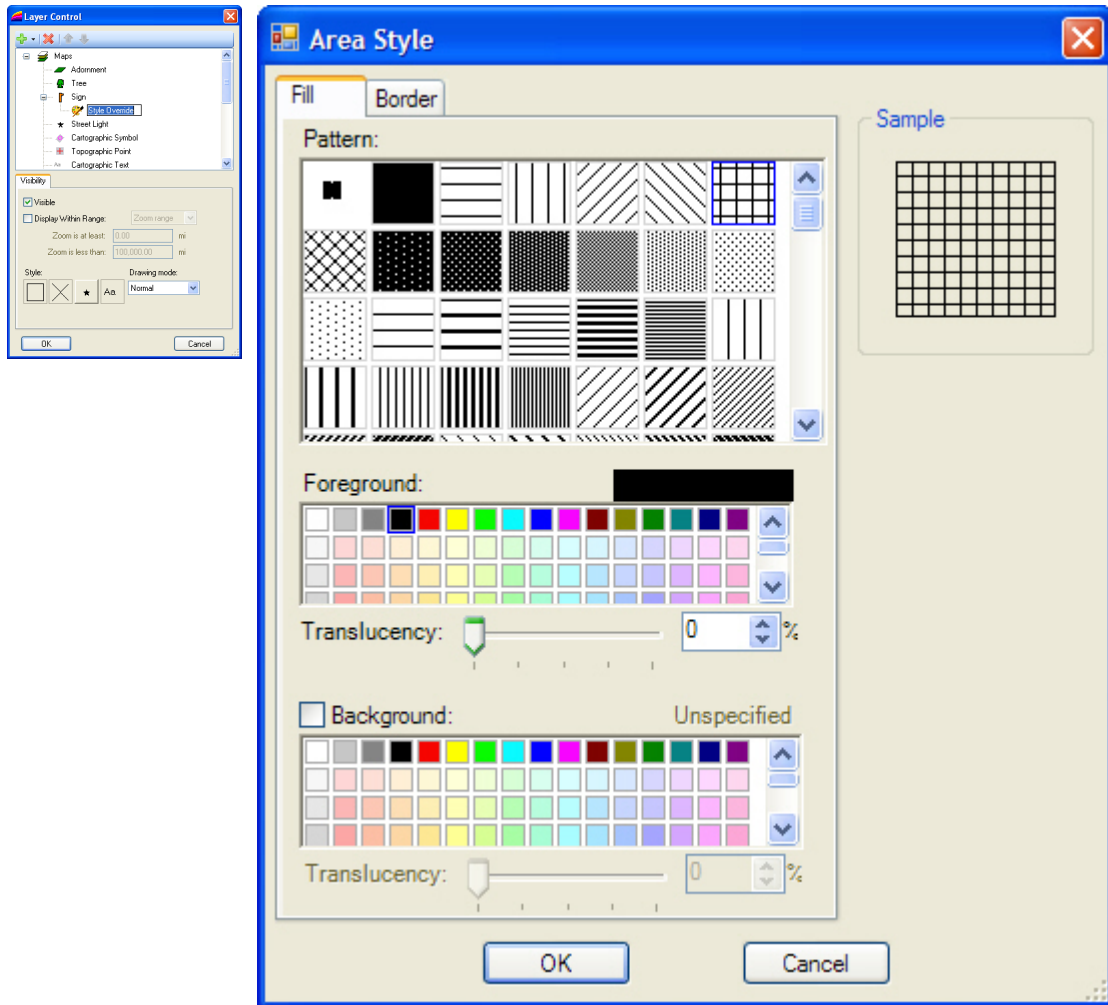 Layer Control
Maps
Adornment
Tree
Sign
Style Override
Street Light
Cartographic Symbol
Topographic Point
Aa Cartographic Text
Visibility
Visible
Display Within Range: Zoom range
Zoom is at least: 0.00 mi
Zoom is less than: 100,000.00 mi
Style: Drawing mode:
Aa Normal
OK Cancel
Area Style
Fill Border
Pattern:
N
Sample
Foreground:
Translucency: 0 %
Background: Unspecified
Translucency: 0 %
OK Cancel